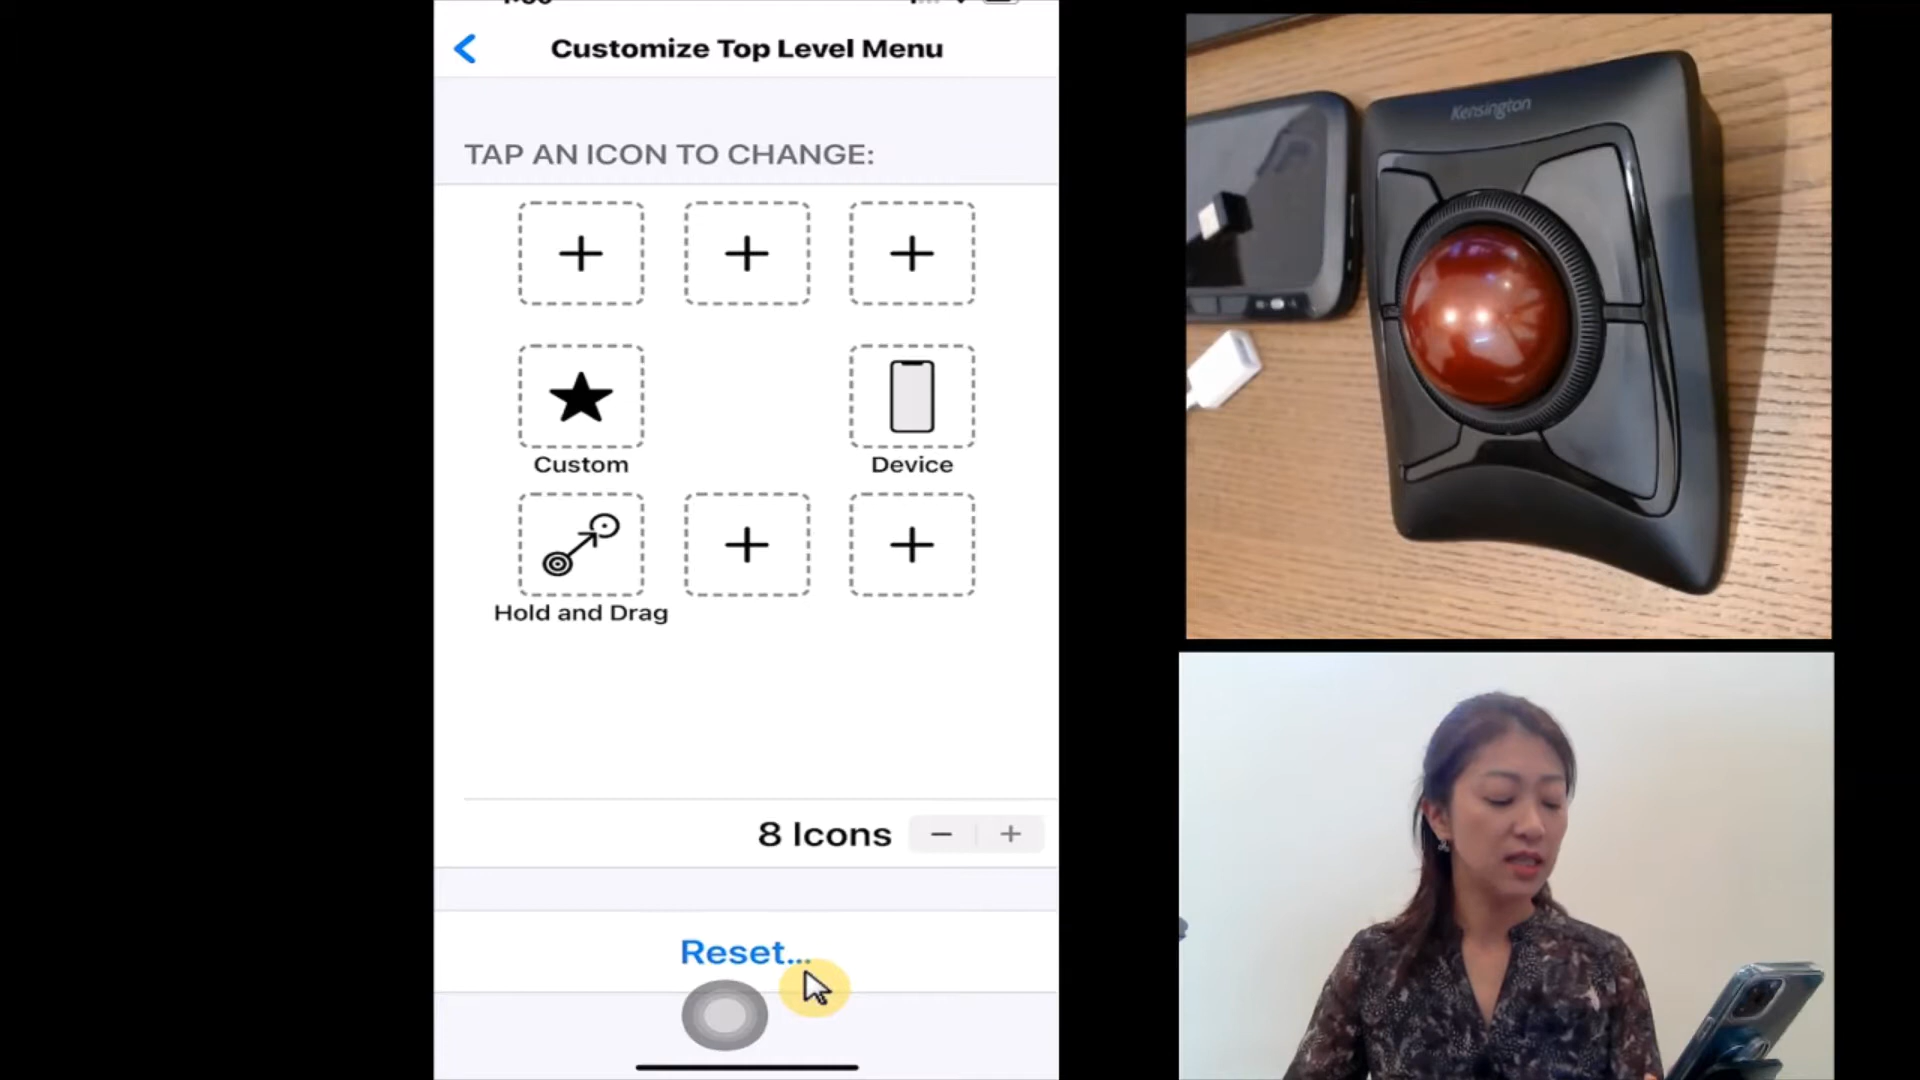 Customize Top Level Menu
TAP AN ICON TO CHANGE:
Custom
Device
Hold and Drag
8 Icons
Reset...
Kensington